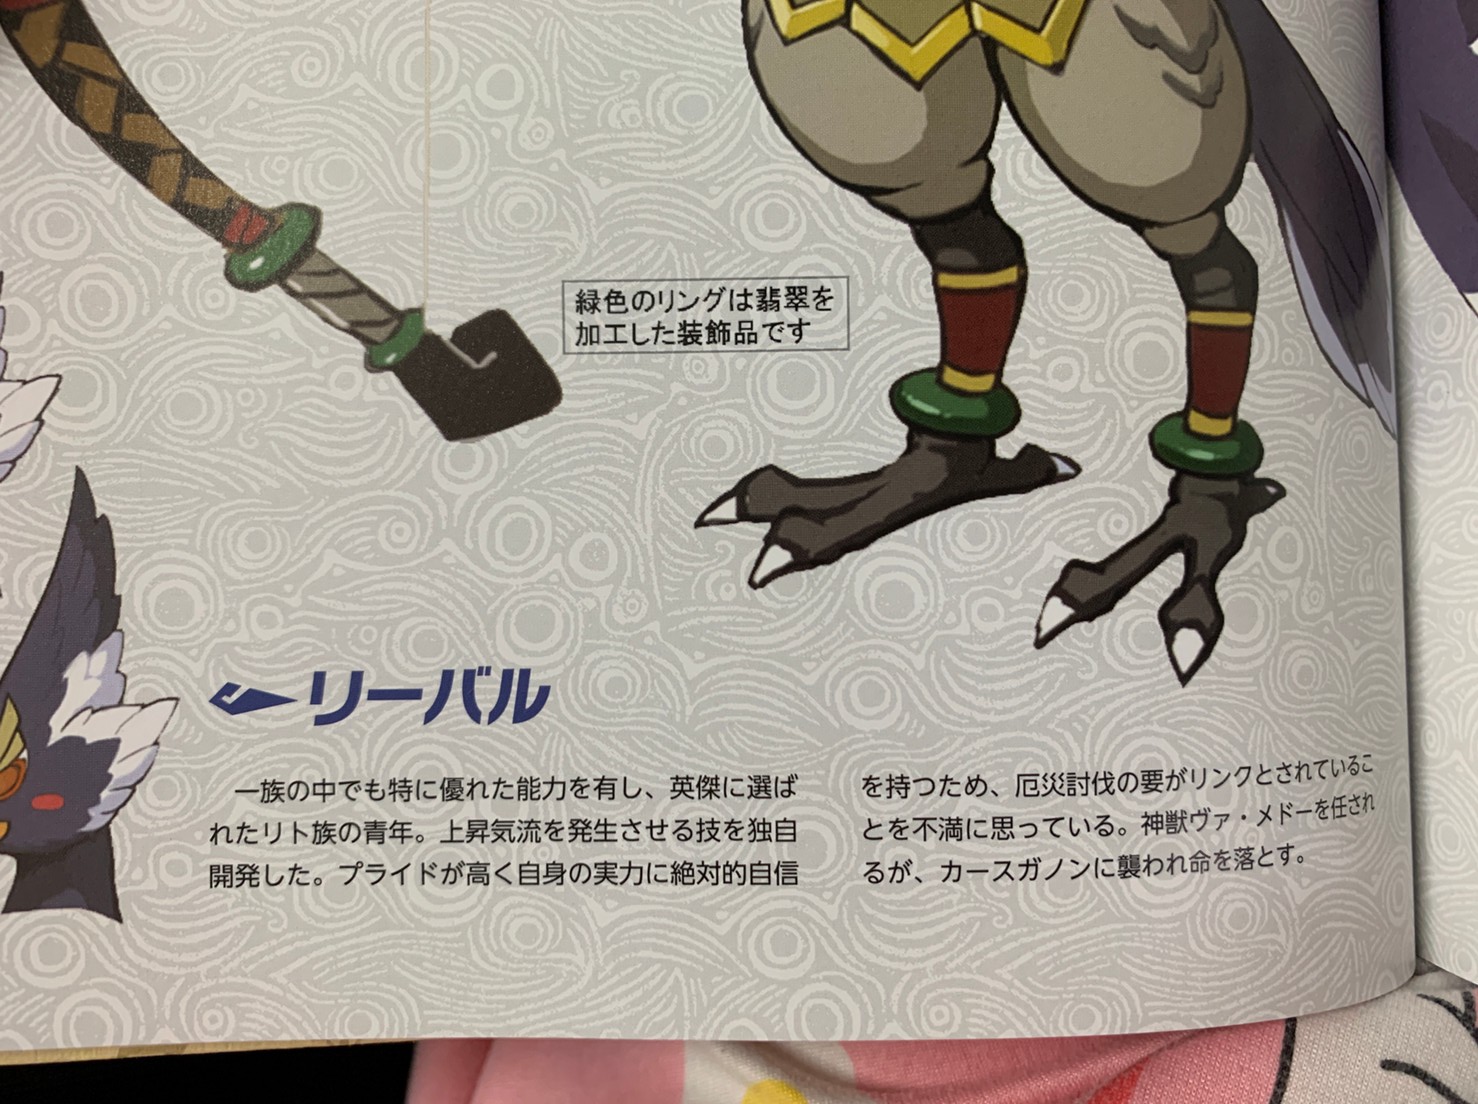 緑色のリングは翡翠を
加工した装飾品です
リーバル
一族の中でも特に優れた能力を有し、英傑に選ば
れたリト族の青年。上昇気流を発生させる技を独自
開発した。プライドが高く自身の実力に絶対的自信
を持つため、厄災討伐の要がリンクとされているこ
とを不満に思っている。神獣ヴァ・メドーを任され
るが、カースガノンに襲われ命を落とす。